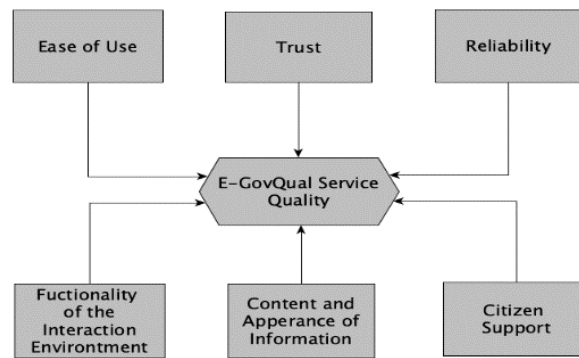 Ease of Use
Trust
Reliability
E-GovQual Service
Quality
Fuctionality
of the
Interaction
Environtment
Content and
Apperance of
Information
Citizen
Support